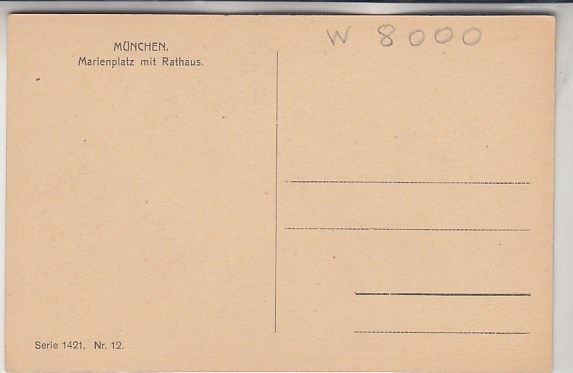 W 8000
MÜNCHEN.
Marienplatz mit Rathaus.
Serie 1421. Nr. 12.